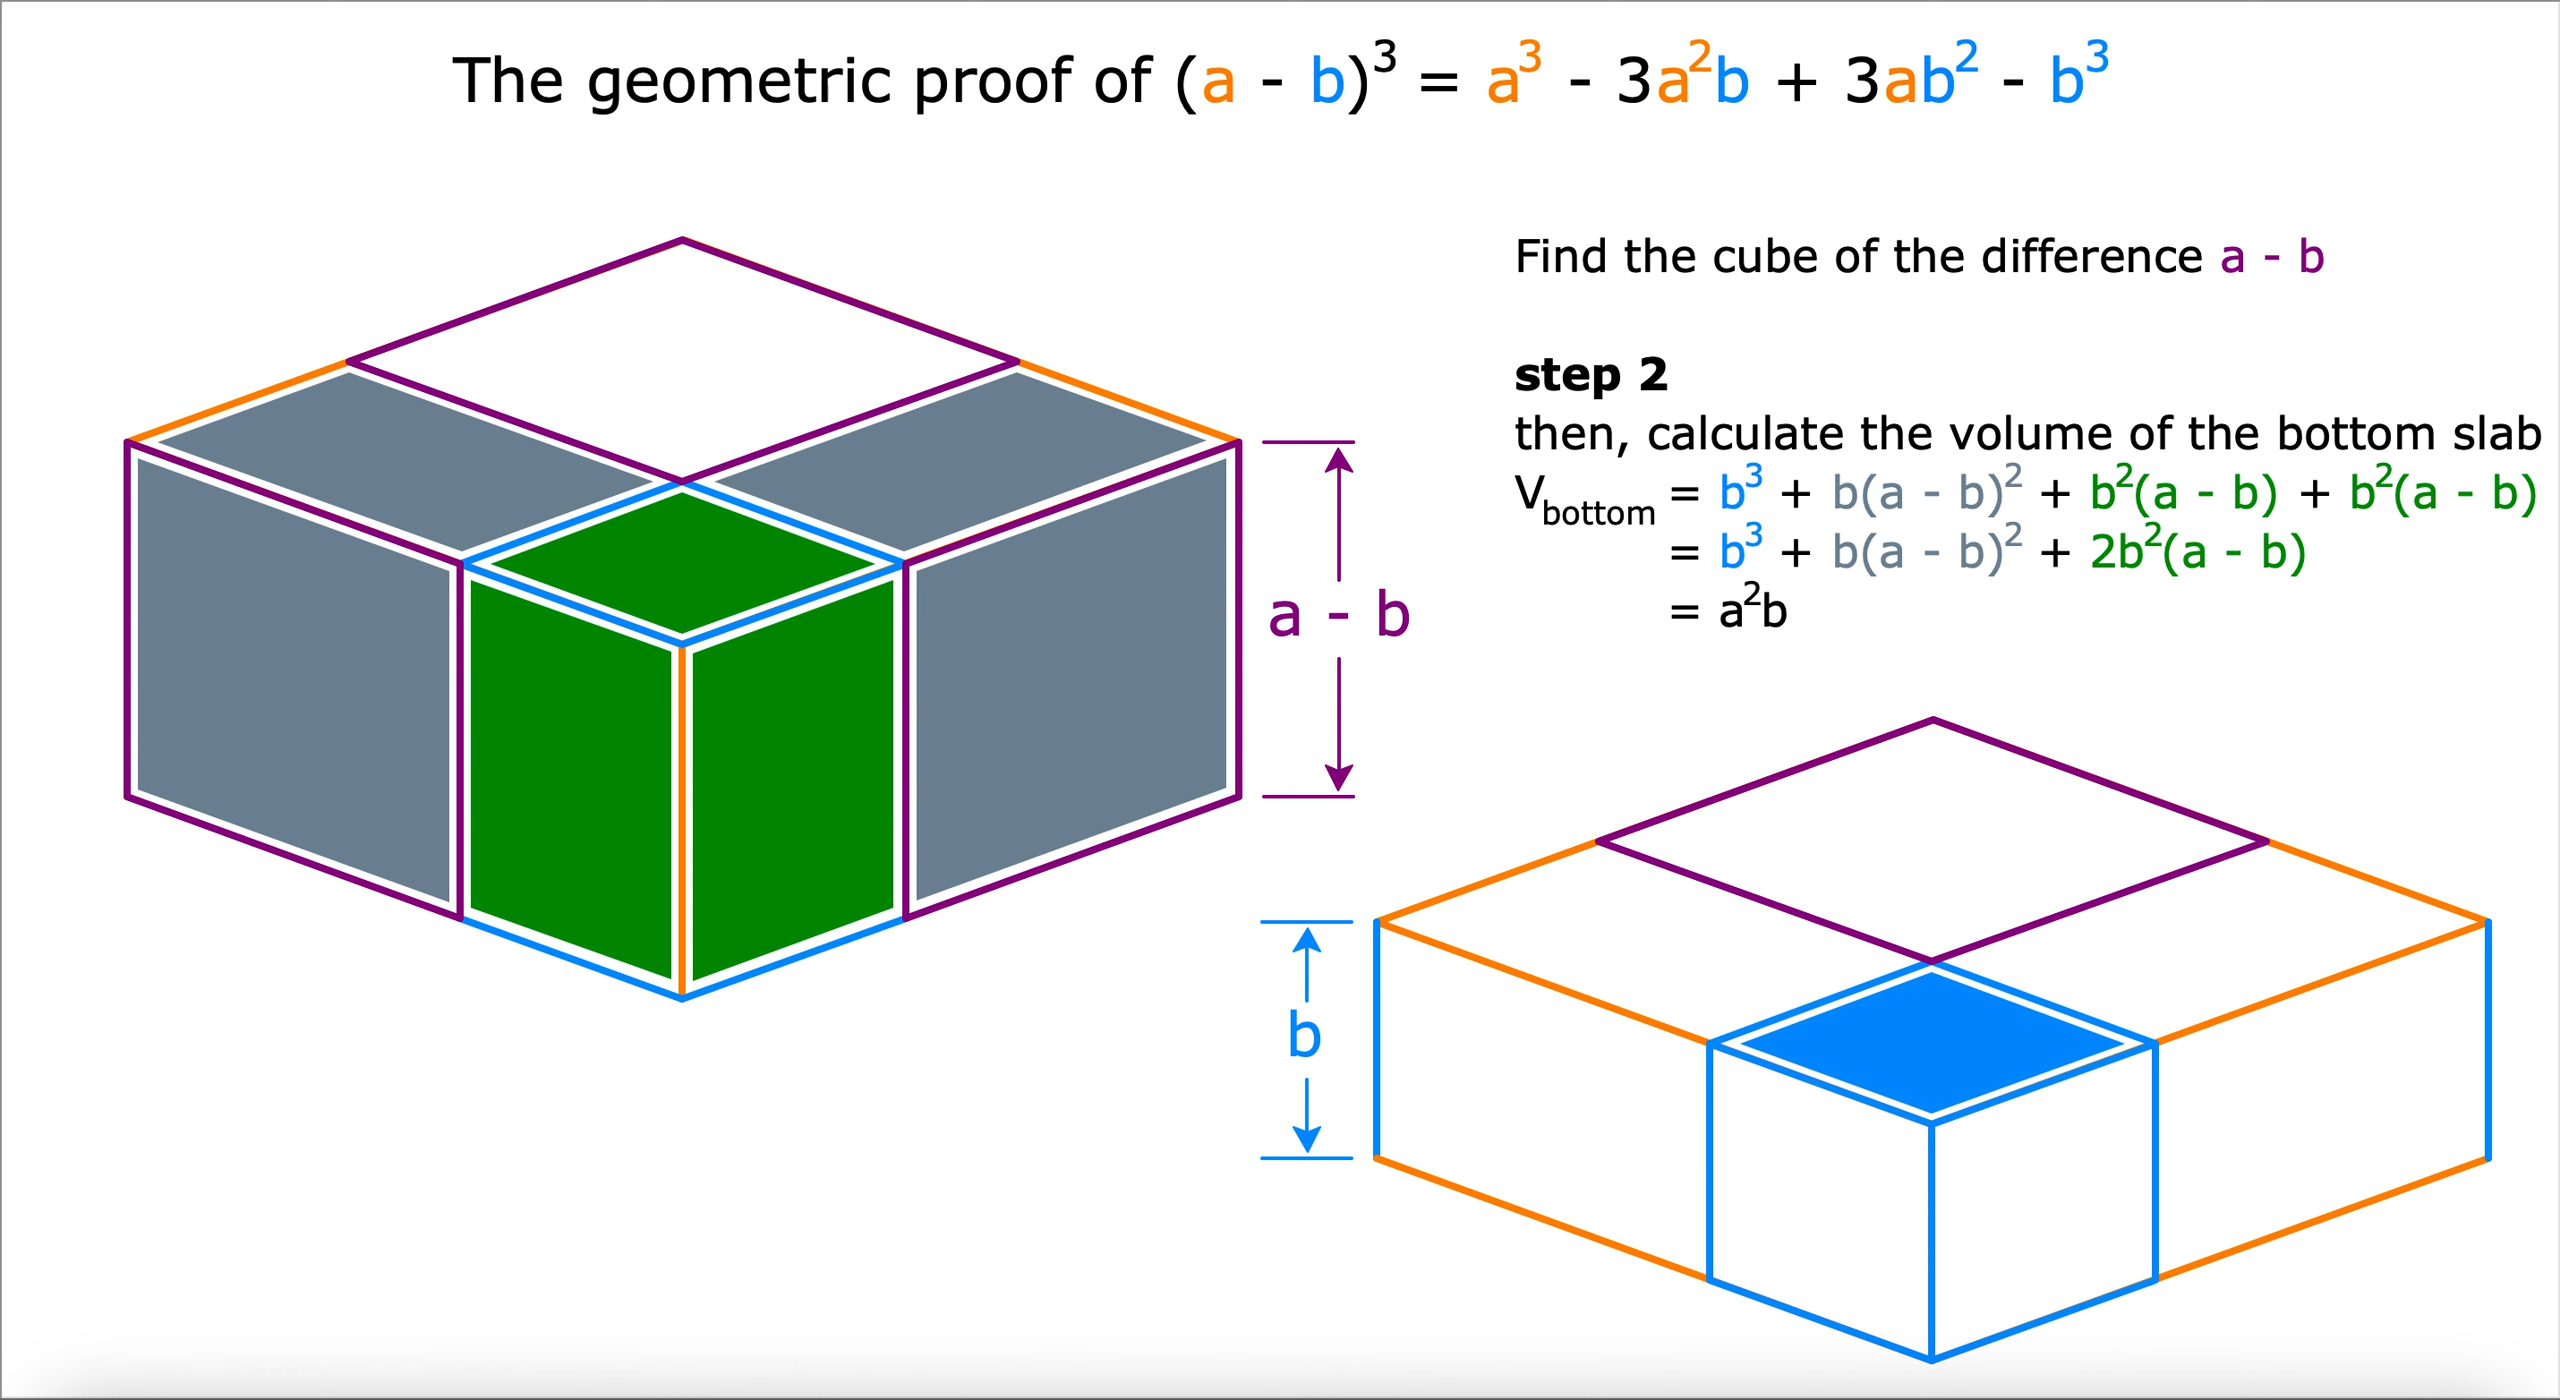 The geometric proof of (a - b)³ = a³ - 3a²b + 3ab² - b³
Find the cube of the difference a - b
step 2
then, calculate the volume of the bottom slab
V_bottom = b³ + b(a - b)² + b²(a - b) + b²(a - b)
= b³ + b(a - b)² + 2b²(a - b)
= a²b
a - b
b